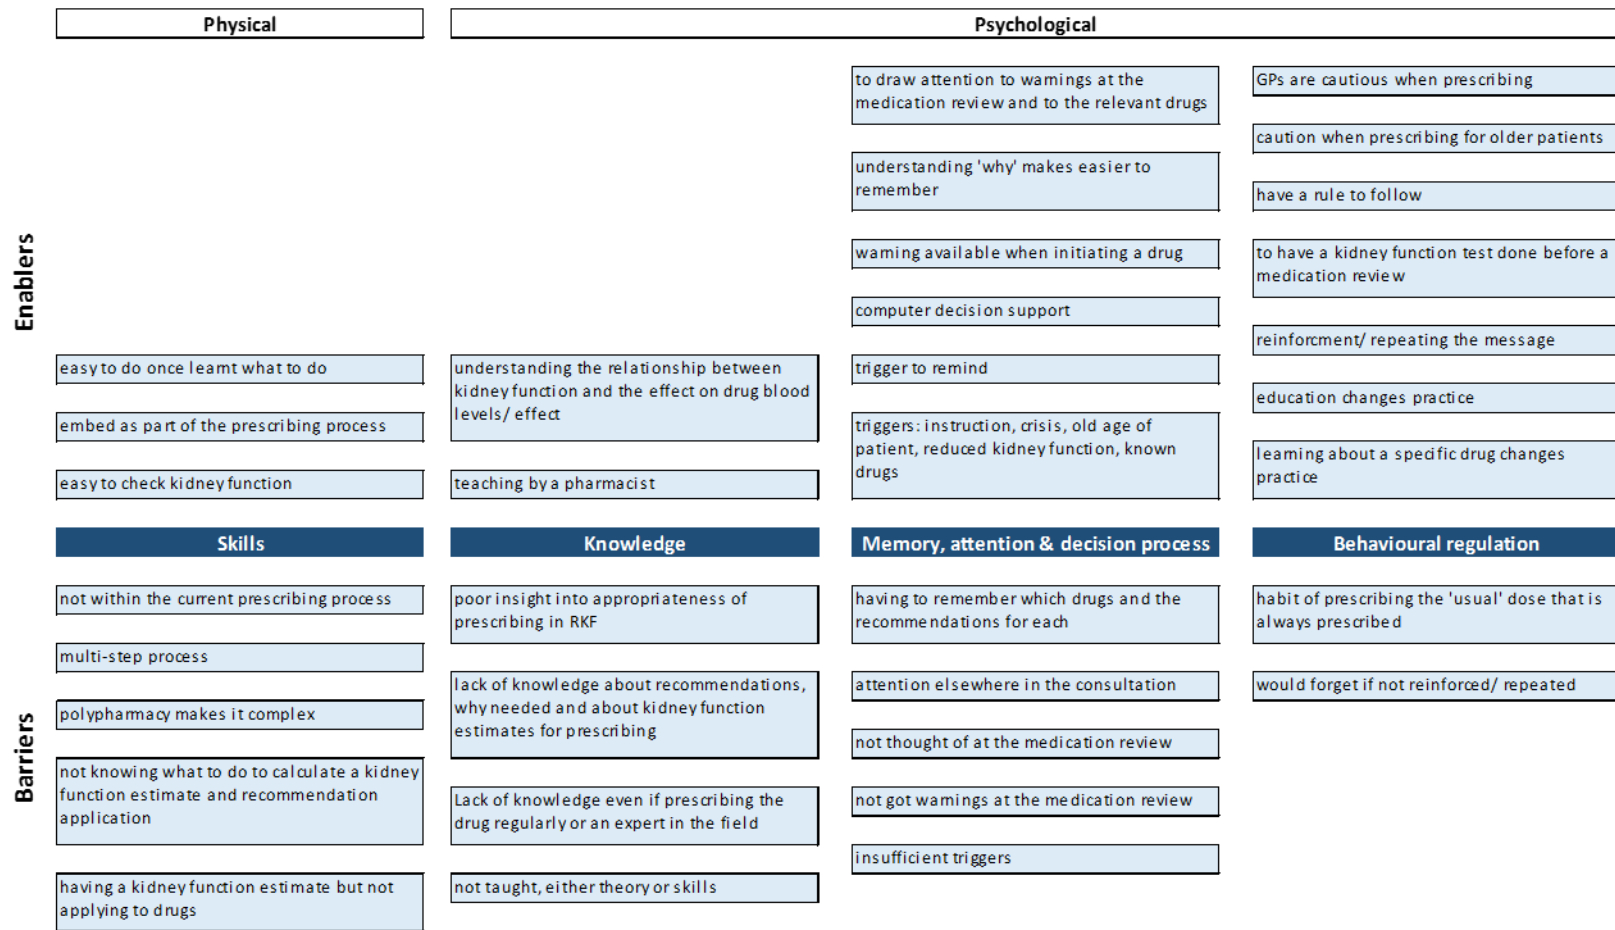 Physical
Psychological
Enablers
easy to do once learnt what to do
embed as part of the prescribing process
easy to check kidney function
understanding the relationship between
kidney function and the effect on drug blood
levels/ effect
teaching by a pharmacist
to draw attention to warnings at the
medication review and to the relevant drugs
understanding 'why' makes easier to
remember
warning available when initiating a drug
computer decision support
trigger to remind
triggers: instruction, crisis, old age of
patient, reduced kidney function, known
drugs
GPs are cautious when prescribing
caution when prescribing for older patients
have a rule to follow
to have a kidney function test done before a
medication review
reinforcment/ repeating the message
education changes practice
learning about a specific drug changes
practice
Skills
Knowledge
Memory, attention & decision process
Behavioural regulation
Barriers
not within the current prescribing process
multi-step process
polypharmacy makes it complex
not knowing what to do to calculate a kidney
function estimate and recommendation
application
having a kidney function estimate but not
applying to drugs
poor insight into appropriateness of
prescribing in RKF
lack of knowledge about recommendations,
why needed and about kidney function
estimates for prescribing
Lack of knowledge even if prescribing the
drug regularly or an expert in the field
not taught, either theory or skills
having to remember which drugs and the
recommendations for each
attention elsewhere in the consultation
not thought of at the medication review
not got warnings at the medication review
insufficient triggers
habit of prescribing the 'usual' dose that is
always prescribed
would forget if not reinforced/ repeated